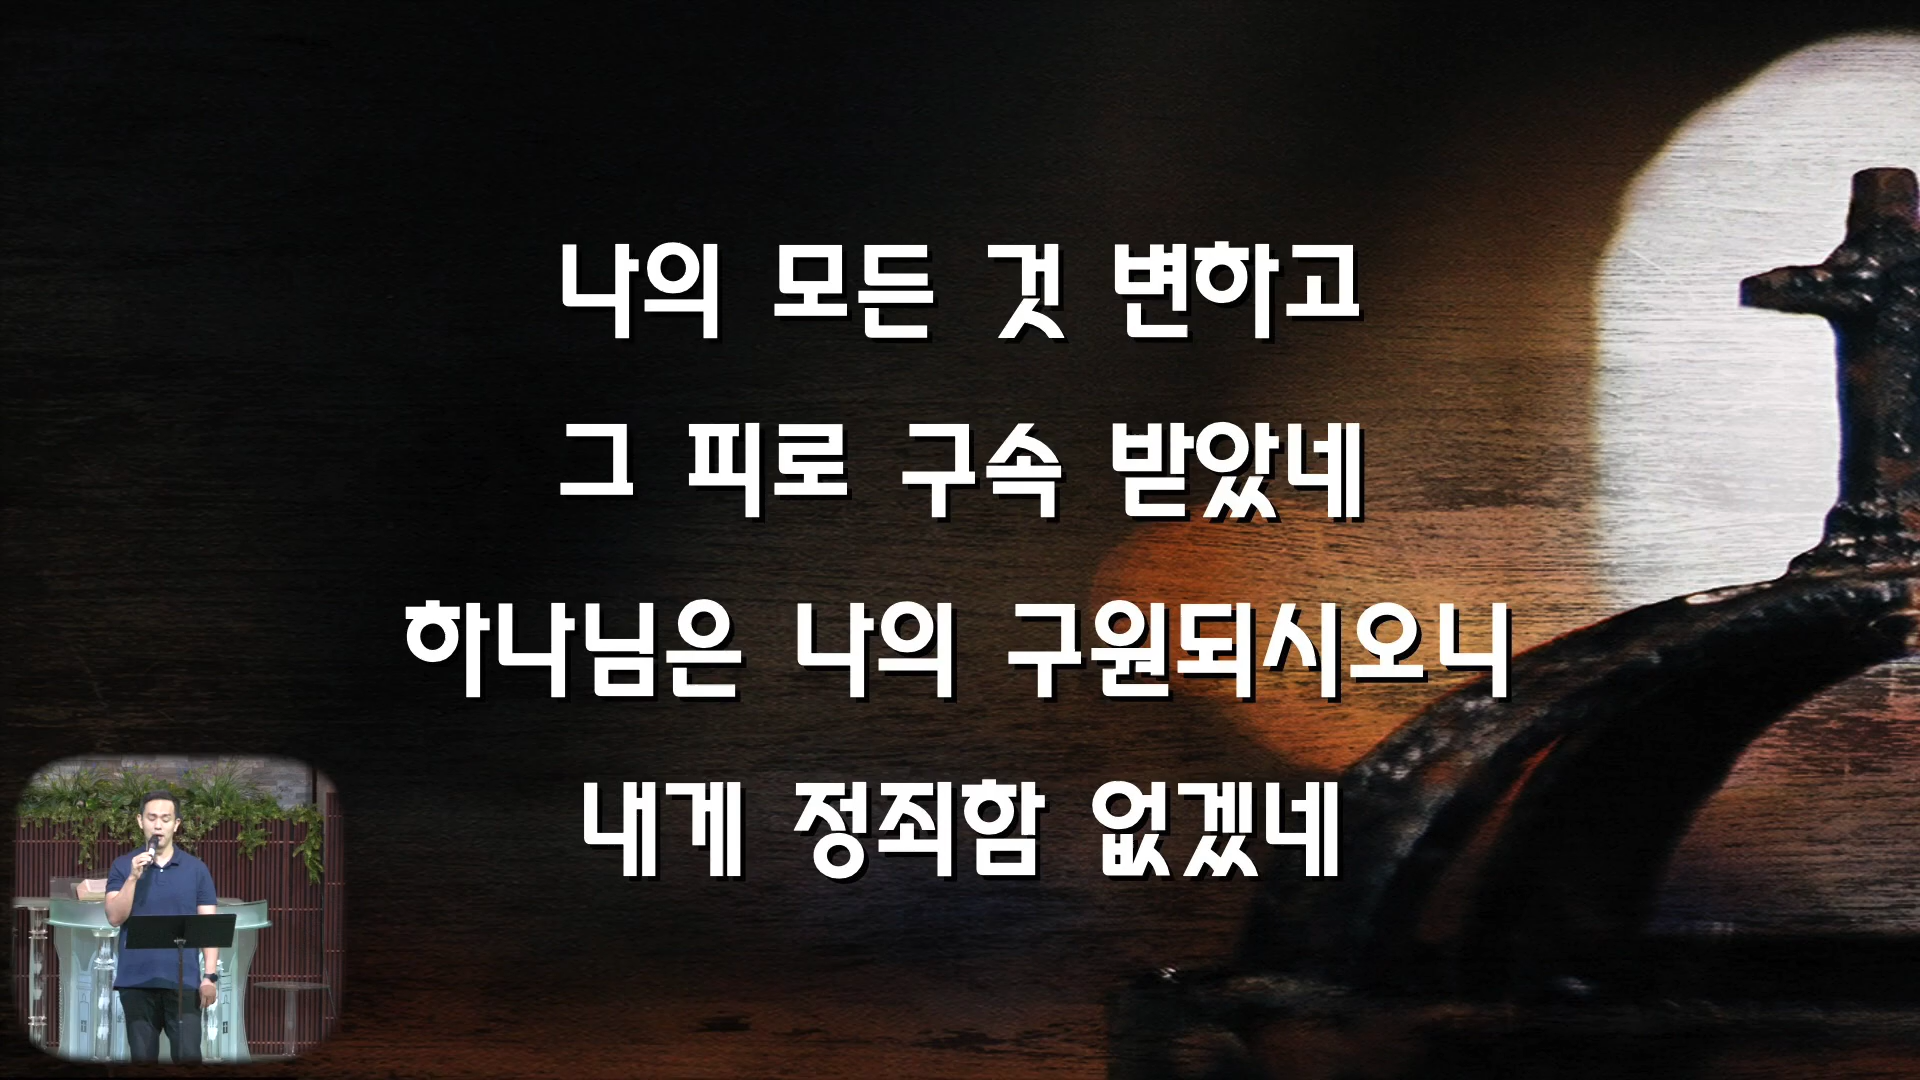 나의 모든 것 변하고
그 피로 구속 받았네
하나님은 나의 구원되시오니
내게 정죄함 없겠네